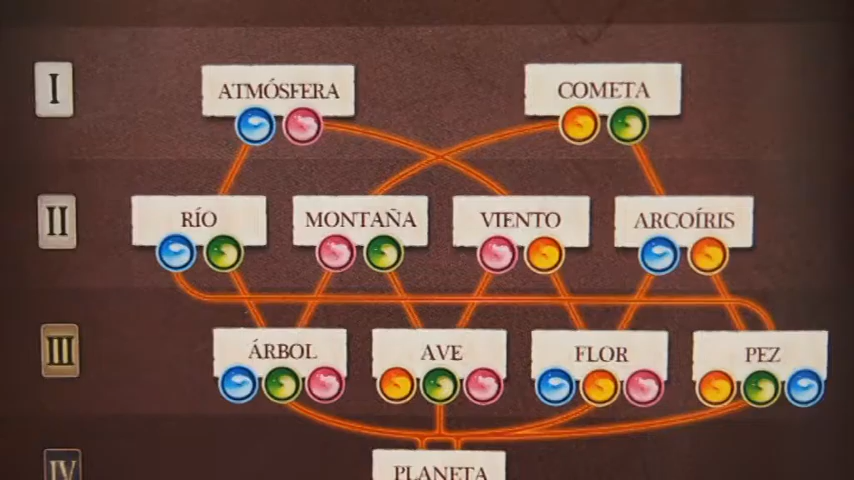 I
ATMÓSFERA
COMETA
II
RÍO
MONTAÑA
VIENTO
ARCOÍRIS
III
ÁRBOL
AVE
FLOR
PEZ
IV
PLANETA